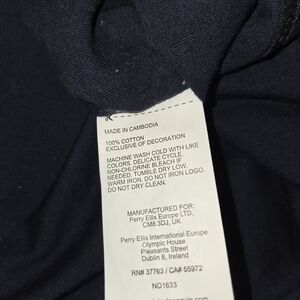 MADE IN CAMBODIA
100% COTTON
EXCLUSIVE OF DECORATION
MACHINE WASH COLD WITH LIKE
COLORS. DELICATE CYCLE.
NON-CHLORINE BLEACH IF
NEEDED. TUMBLE DRY LOW.
WARM IRON. DO NOT IRON LOGO.
DO NOT DRY CLEAN.
MANUFACTURED FOR:
Perry Ellis Europe LTD,
CM8 3DJ, UK
Perry Ellis International Europe
Olympic House
Pleasants Street
Dublin 8, Ireland
RN# 37763 / CA# 55972
NG1633